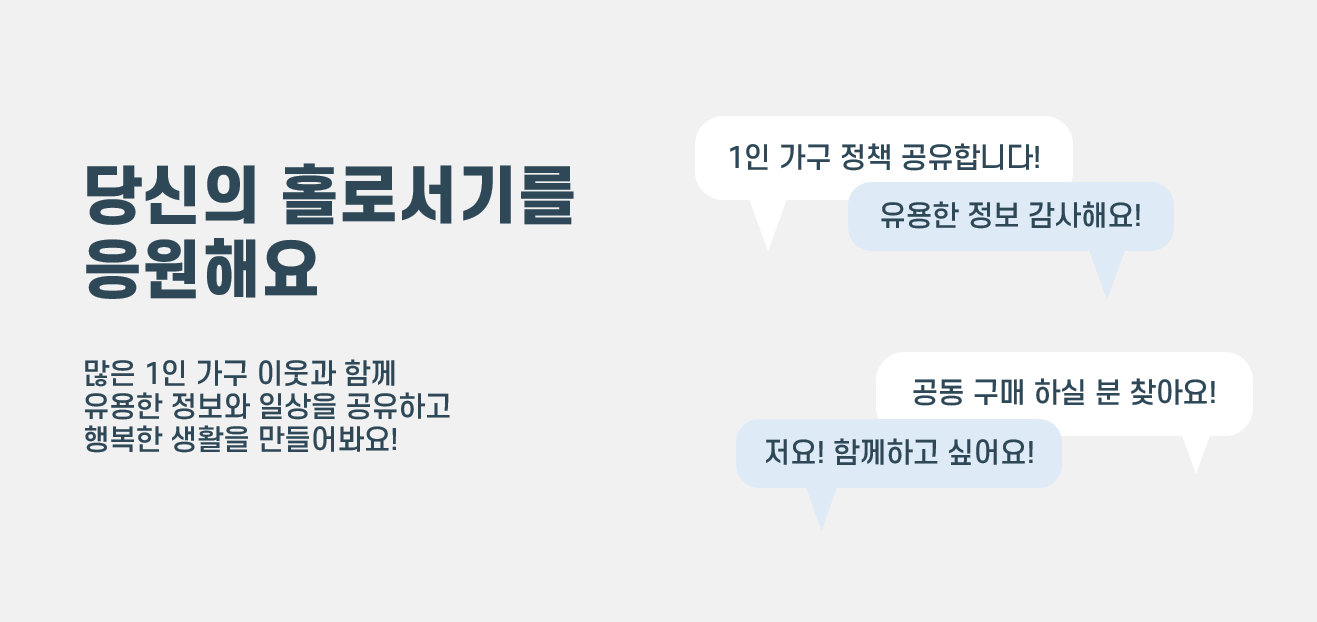 당신의 홀로서기를
응원해요
많은 1인 가구 이웃과 함께
유용한 정보와 일상을 공유하고
행복한 생활을 만들어봐요!
1인 가구 정책 공유합니다!
유용한 정보 감사해요!
공동 구매 하실 분 찾아요!
저요! 함께하고 싶어요!